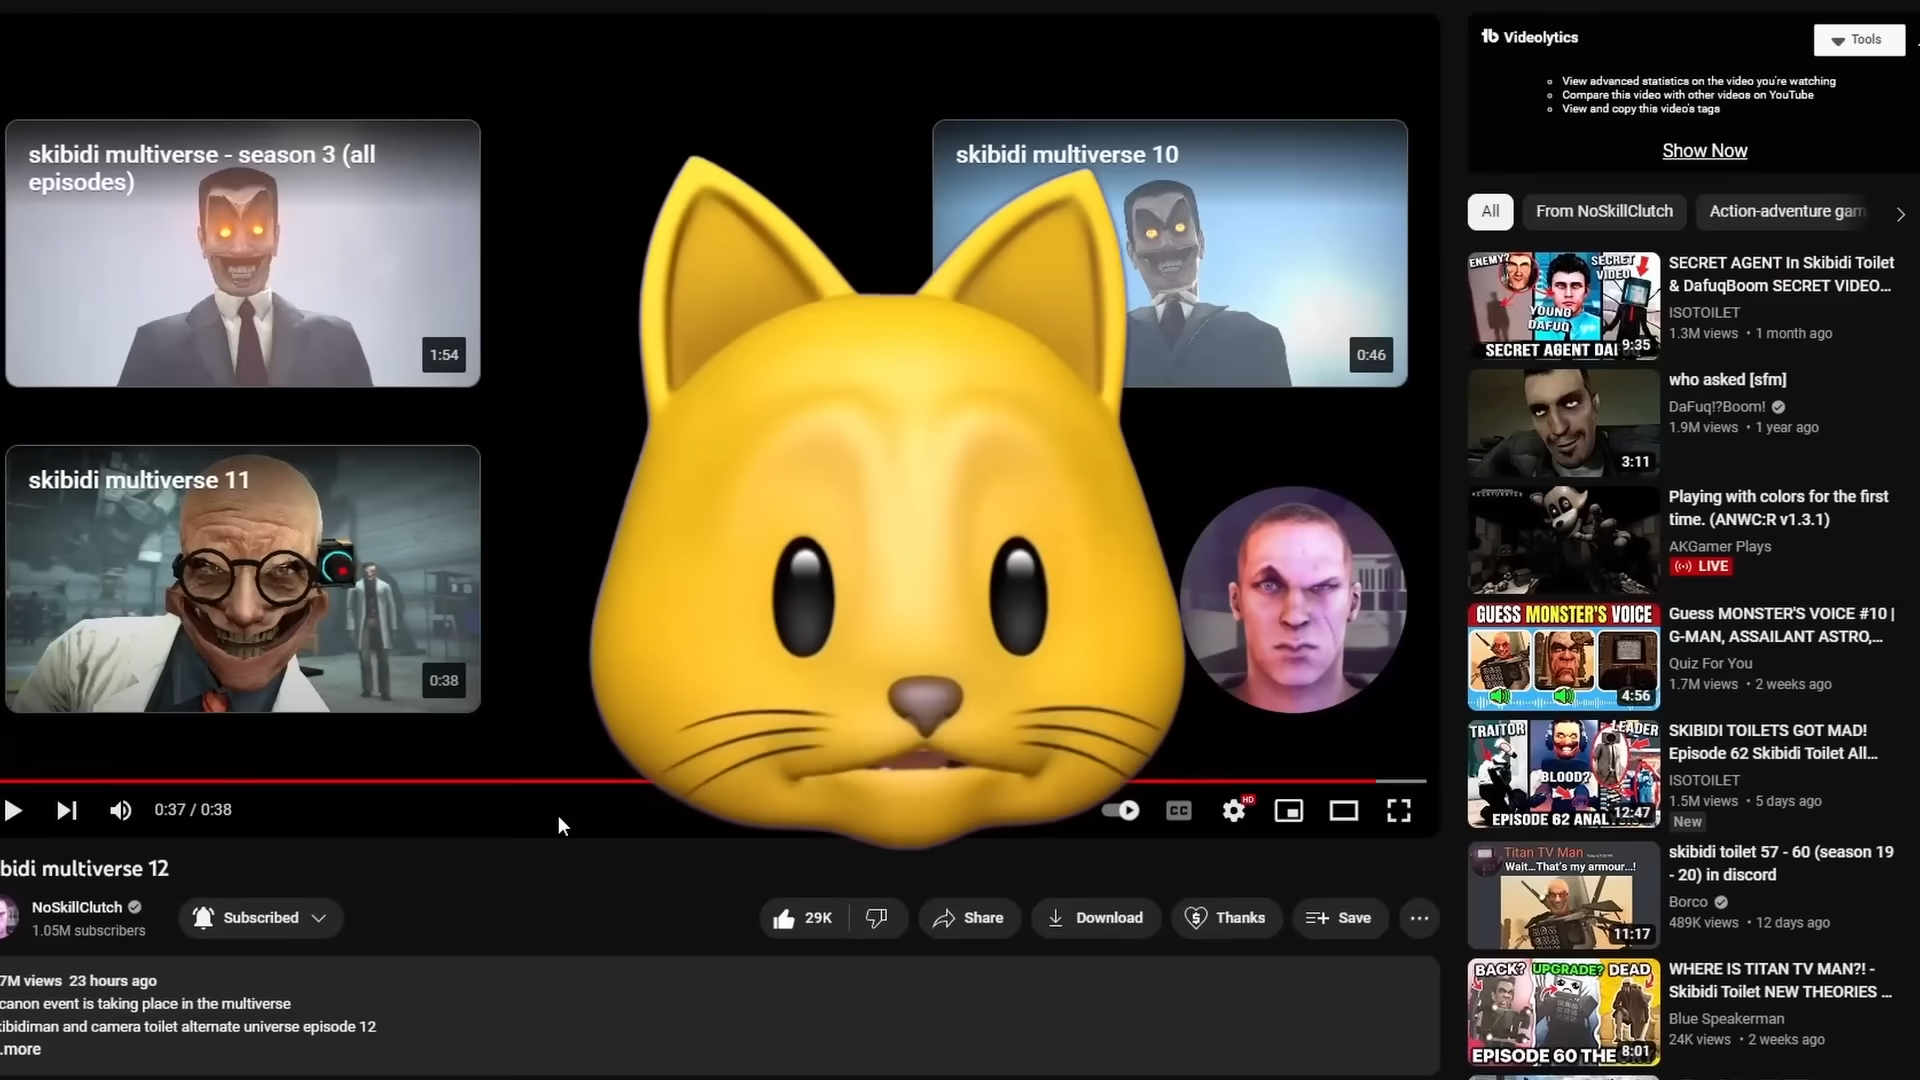 skibidi multiverse - season 3 (all
episodes)
1:54
skibidi multiverse 10
0:46
skibidi multiverse 11
0:38
0:37 / 0:38
CC
HD
bidi multiverse 12
NoSkillClutch
1.05M subscribers
Subscribed
29K
Share
Download
Thanks
Save
7M views 23 hours ago
canon event is taking place in the multiverse
kibidiman and camera toilet alternate universe episode 12
..more
Videolytics
Tools
View advanced statistics on the video you're watching
Compare this video with other videos on YouTube
View and copy this video's tags
Show Now
All
From NoSkillClutch
Action-adventure gam
ENEMY?
SECRET
VIDEO
YOUNG
DAFUQ
SECRET AGENT DA
9:35
SECRET AGENT In Skibidi Toilet
& DafuqBoom SECRET VIDEO...
ISOTOILET
1.3M views • 1 month ago
3:11
who asked [sfm]
DaFuq!?Boom!
1.9M views • 1 year ago
Playing with colors for the first
time. (ANWC:R v1.3.1)
AKGamer Plays
LIVE
GUESS MONSTER'S VOICE
4:56
Guess MONSTER'S VOICE #10 |
G-MAN, ASSAILANT ASTRO,...
Quiz For You
1.7M views • 2 weeks ago
TRAITOR
LEADER
BLOOD?
EPISODE 62 ANAL
12:47
SKIBIDI TOILETS GOT MAD!
Episode 62 Skibidi Toilet All...
ISOTOILET
1.5M views • 5 days ago
New
Titan TV Man
Wait...That's my armour...!
11:17
skibidi toilet 57 - 60 (season 19
- 20) in discord
Borco
489K views • 12 days ago
BACK?
UPGRADE?
DEAD
EPISODE 60 THE
8:01
WHERE IS TITAN TV MAN?! -
Skibidi Toilet NEW THEORIES ...
Blue Speakerman
24K views • 2 weeks ago